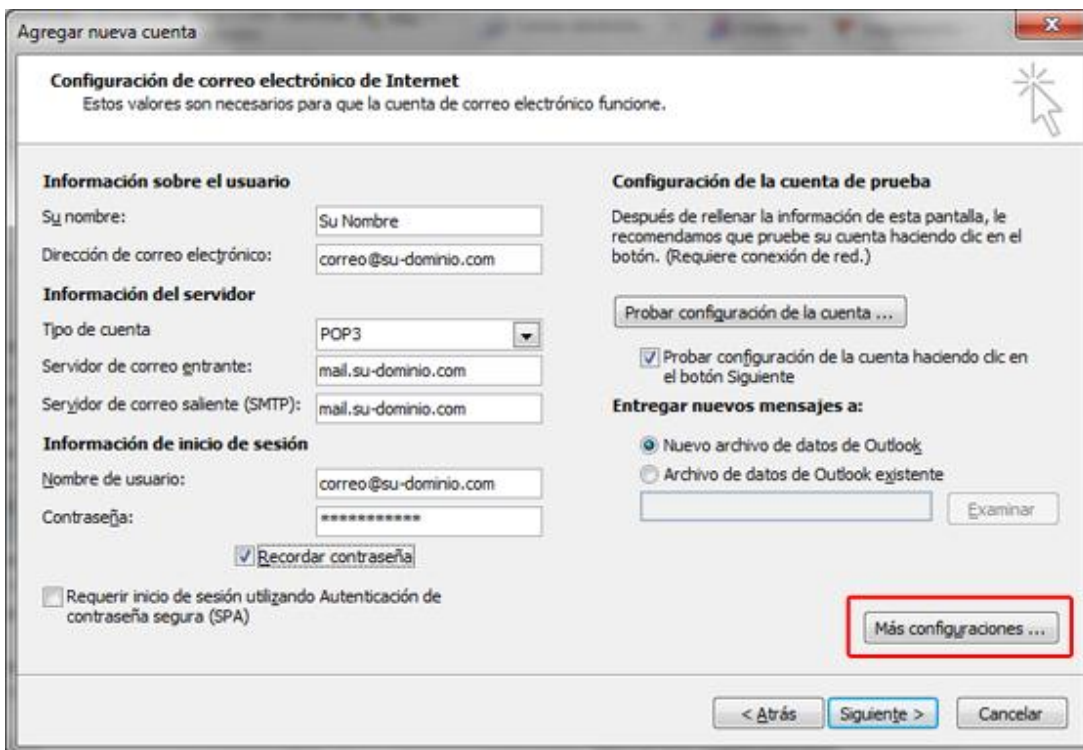 Agregar nueva cuenta
Configuración de correo electrónico de Internet
Estos valores son necesarios para que la cuenta de correo electrónico funcione.
Información sobre el usuario
Su nombre:
Su Nombre
Dirección de correo electrónico:
correo@su-dominio.com
Información del servidor
Tipo de cuenta
POP3
Servidor de correo entrante:
mail.su-dominio.com
Servidor de correo saliente (SMTP):
mail.su-dominio.com
Información de inicio de sesión
Nombre de usuario:
correo@su-dominio.com
Contraseña:
***********
Recordar contraseña
Requerir inicio de sesión utilizando Autenticación de
contraseña segura (SPA)
Configuración de la cuenta de prueba
Después de rellenar la información de esta pantalla, le
recomendamos que pruebe su cuenta haciendo clic en el
botón. (Requiere conexión de red.)
Probar configuración de la cuenta ...
Probar configuración de la cuenta haciendo clic en
el botón Siguiente
Entregar nuevos mensajes a:
Nuevo archivo de datos de Outlook
Archivo de datos de Outlook existente
Examinar
Más configuraciones ...
< Atrás
Siguiente >
Cancelar